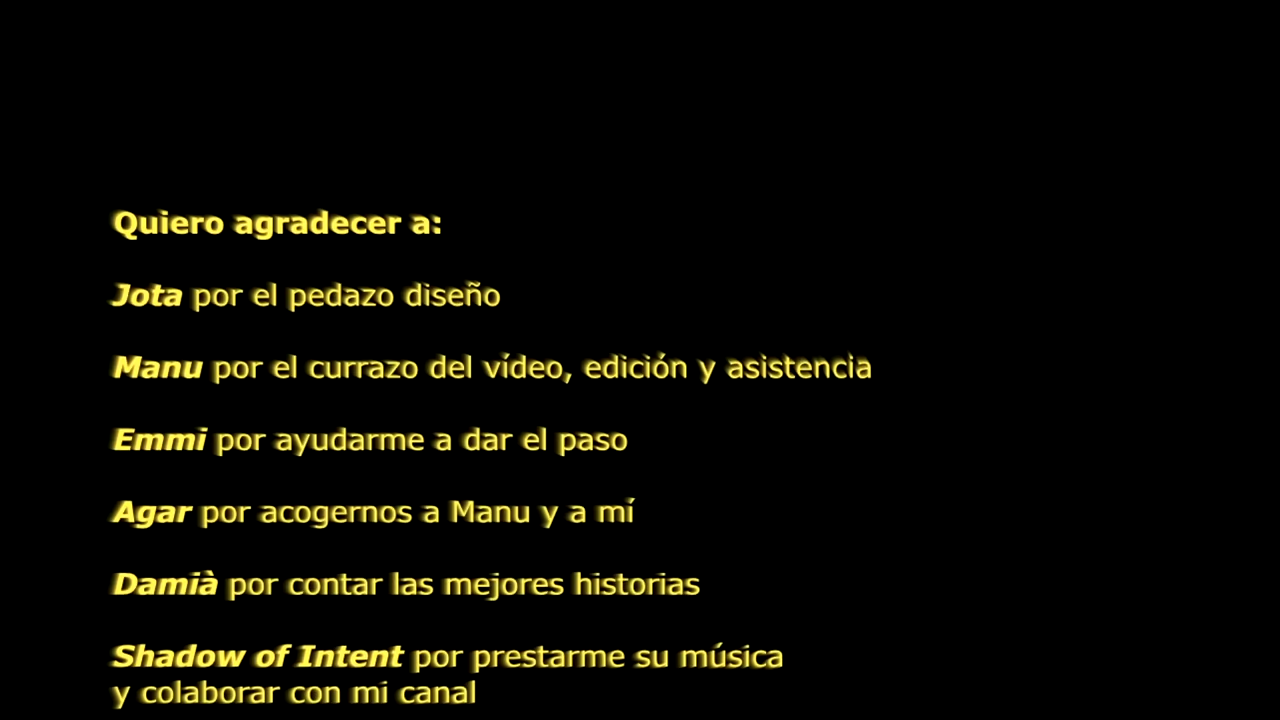 Quiero agradecer a:
Jota por el pedazo diseño
Manu por el currazo del vídeo, edición y asistencia
Emmi por ayudarme a dar el paso
Agar por acogernos a Manu y a mí
Damià por contar las mejores historias
Shadow of Intent por prestarme su música
y colaborar con mi canal